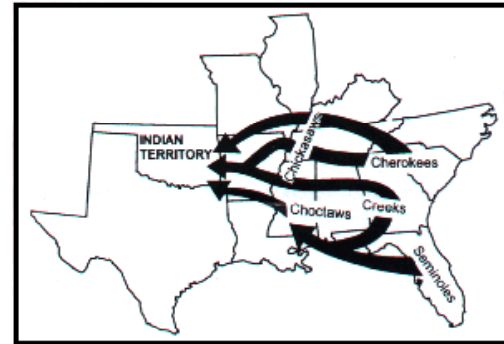 INDIAN
TERRITORY
Chickasaws
Cherokees
Choctaws
Creeks
Seminoles